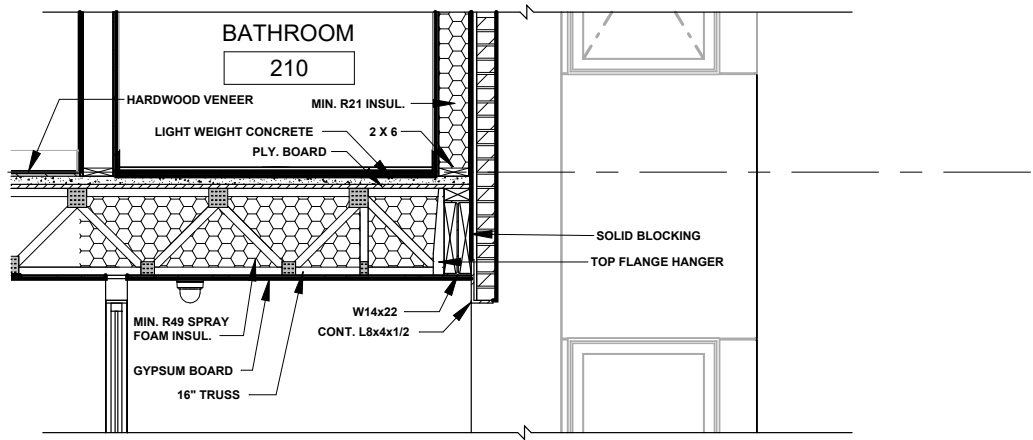 BATHROOM
210
HARDWOOD VENEER
MIN. R21 INSUL.
LIGHT WEIGHT CONCRETE
2 X 6
PLY. BOARD
SOLID BLOCKING
TOP FLANGE HANGER
W14x22
MIN. R49 SPRAY
FOAM INSUL.
CONT. L8x4x1/2
GYPSUM BOARD
16" TRUSS